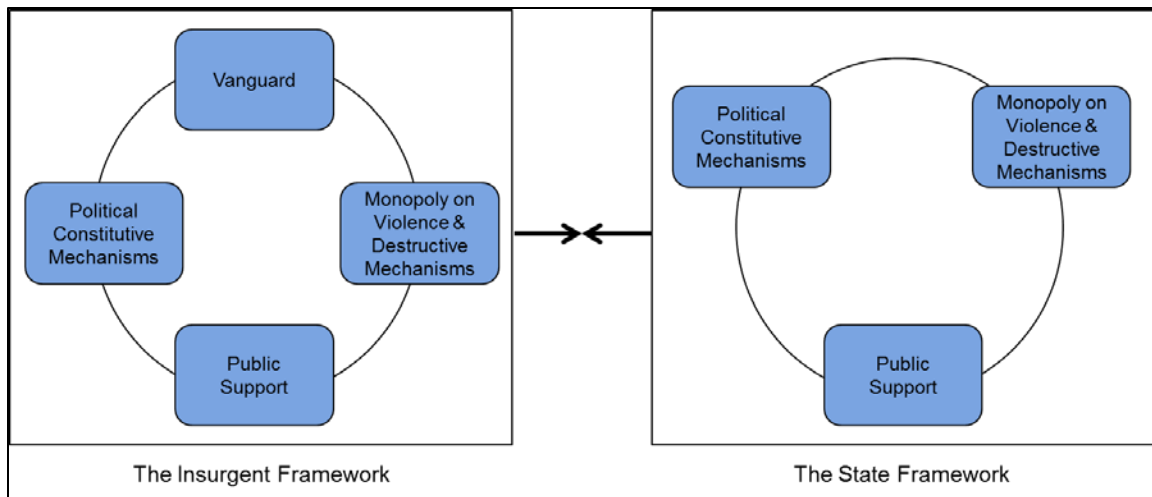 Vanguard
Political
Constitutive
Mechanisms
Monopoly on
Violence &
Destructive
Mechanisms
Public
Support
The Insurgent Framework
Political
Constitutive
Mechanisms
Monopoly on
Violence &
Destructive
Mechanisms
Public
Support
The State Framework